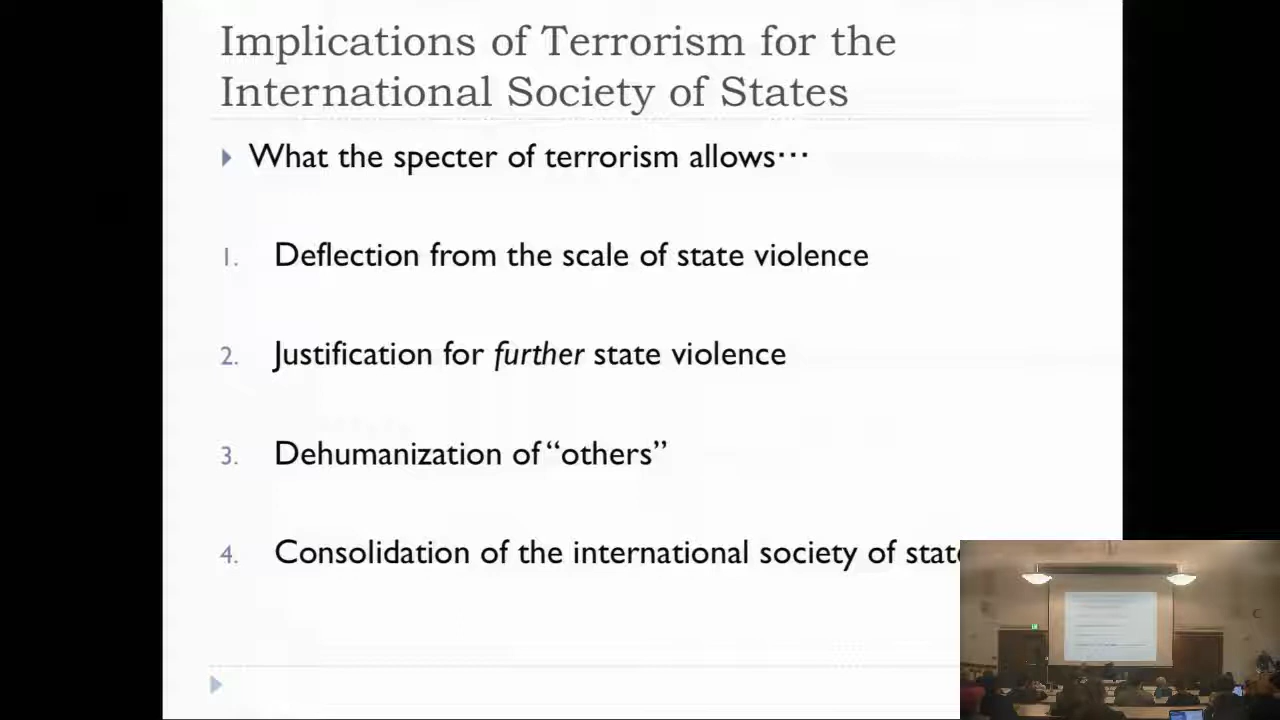 Implications of Terrorism for the
International Society of States
What the specter of terrorism allows…
1. Deflection from the scale of state violence
2. Justification for further state violence
3. Dehumanization of “others”
4. Consolidation of the international society of